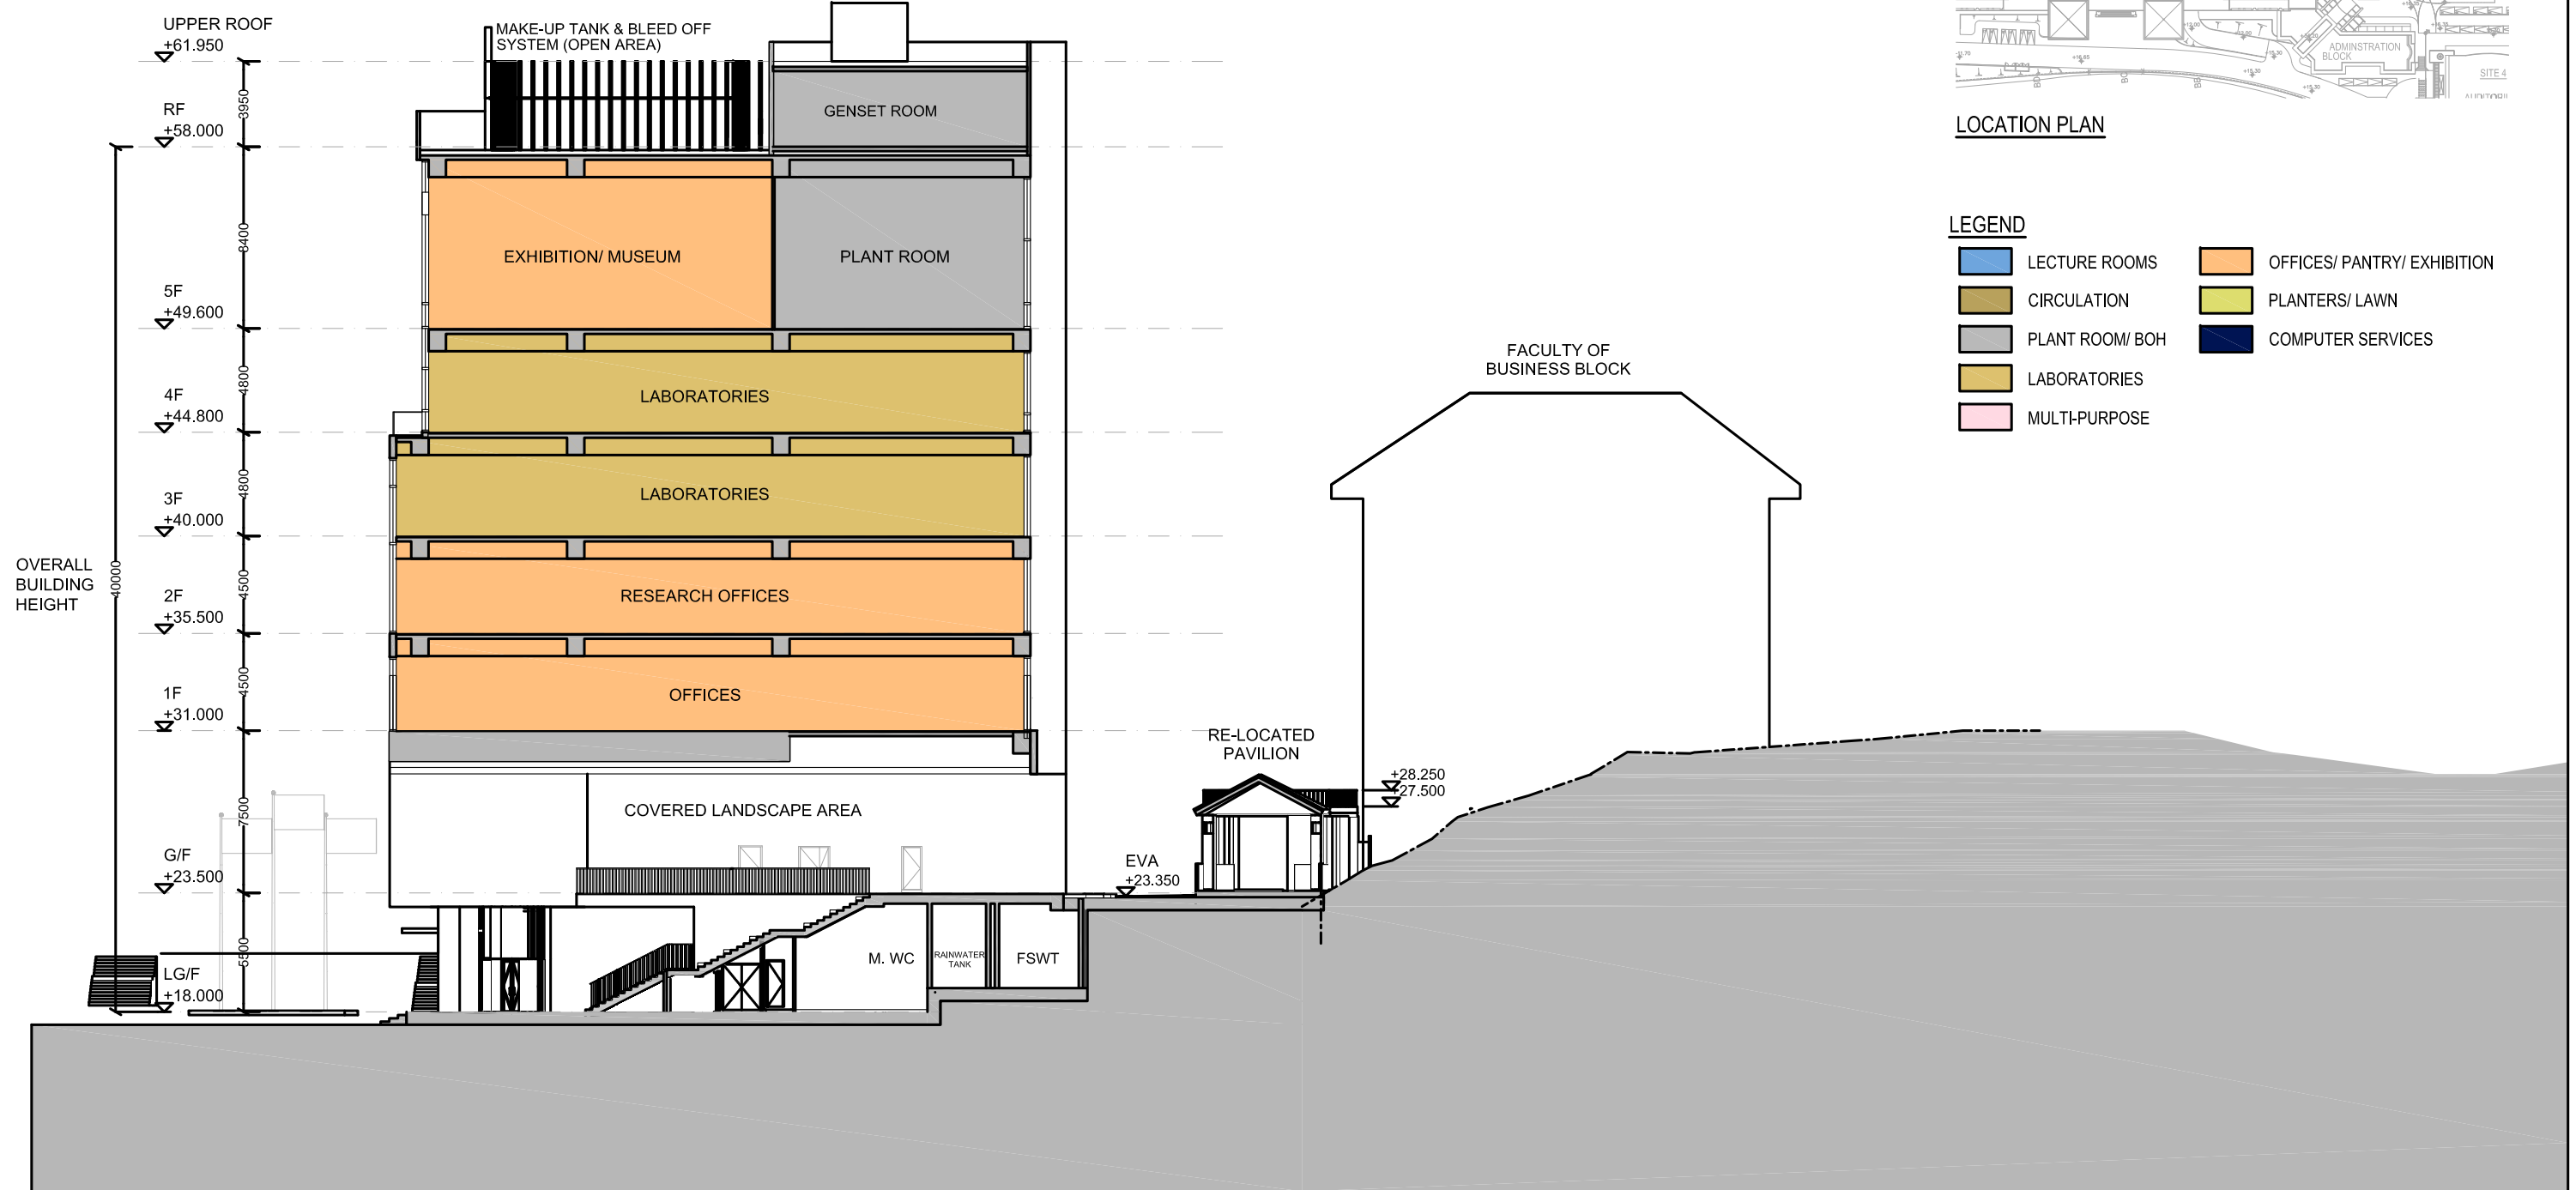 UPPER ROOF
+61.950
RF
+58.000
5F
+49.600
4F
+44.800
3F
+40.000
2F
+35.500
1F
+31.000
G/F
+23.500
LG/F
+18.000
OVERALL
BUILDING
HEIGHT
40000
3950
8400
4800
4800
4500
4500
7500
5500
MAKE-UP TANK & BLEED OFF
SYSTEM (OPEN AREA)
GENSET ROOM
EXHIBITION/ MUSEUM
PLANT ROOM
LABORATORIES
LABORATORIES
RESEARCH OFFICES
OFFICES
COVERED LANDSCAPE AREA
M. WC
RAINWATER
TANK
FSWT
EVA
+23.350
RE-LOCATED
PAVILION
+28.250
+27.500
FACULTY OF
BUSINESS BLOCK
ADMINSTRATION
BLOCK
SITE 4
LOCATION PLAN
LEGEND
LECTURE ROOMS
CIRCULATION
PLANT ROOM/ BOH
LABORATORIES
MULTI-PURPOSE
OFFICES/ PANTRY/ EXHIBITION
PLANTERS/ LAWN
COMPUTER SERVICES